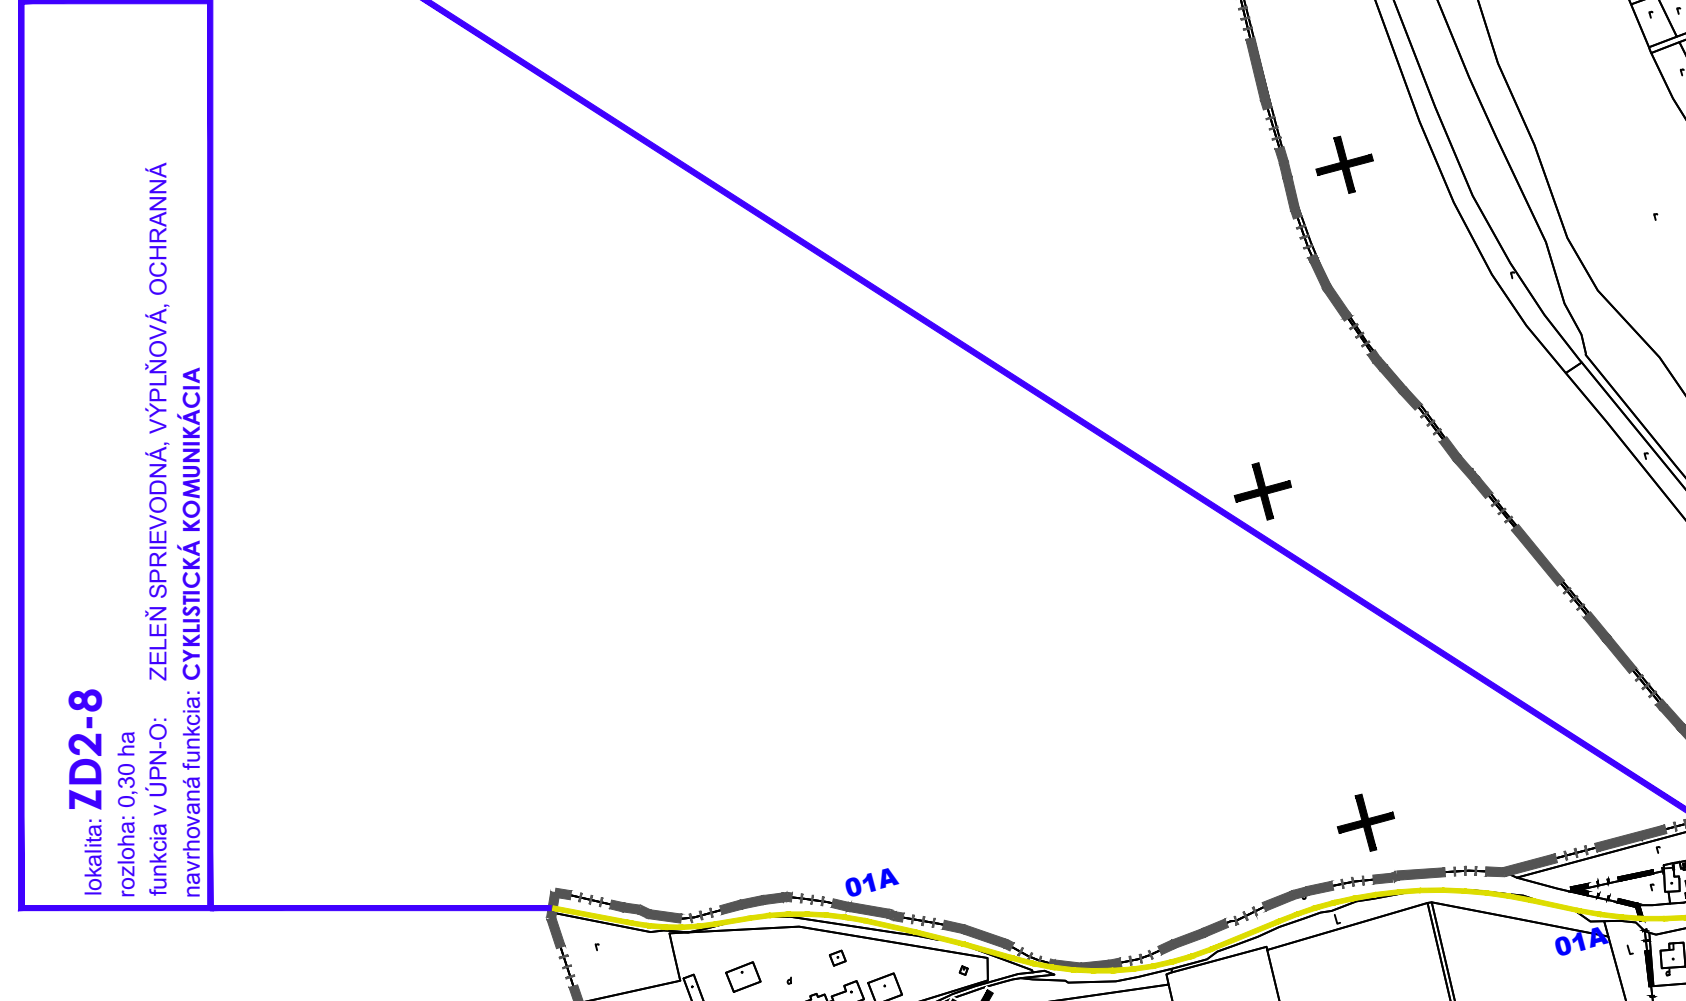 lokalita: ZD2-8
rozloha: 0,30 ha
funkcia v ÚPN-O: ZELEŇ SPRIEVODNÁ, VÝPLŇOVÁ, OCHRANNÁ
navrhovaná funkcia: CYKLISTICKÁ KOMUNIKÁCIA
01A
01A